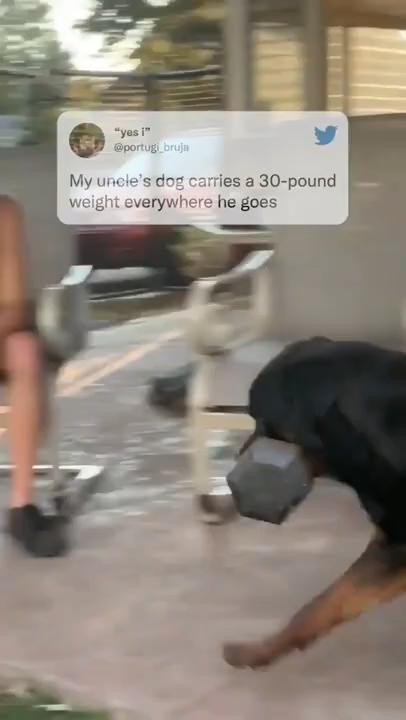 “yes i”
@portugi_bruja
My uncle’s dog carries a 30-pound
weight everywhere he goes